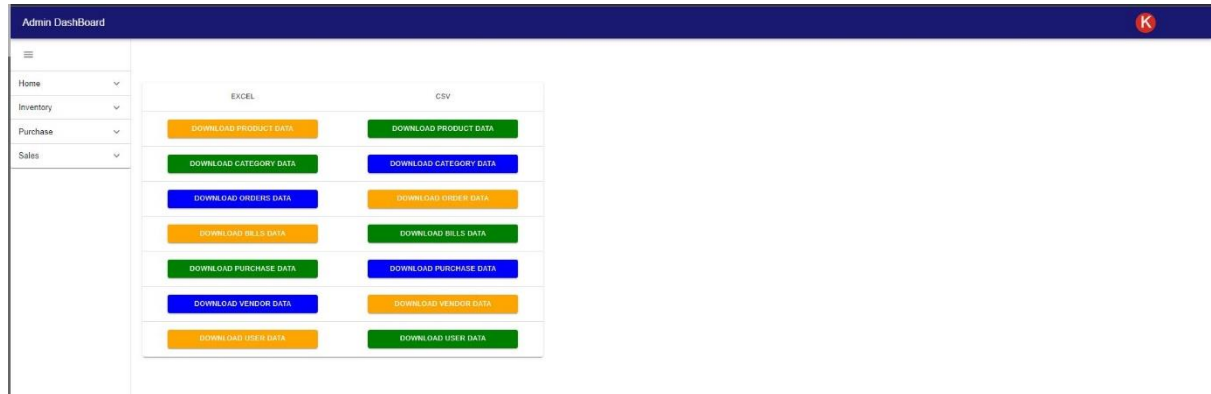 Admin DashBoard
K
Home
Inventory
Purchase
Sales
EXCEL CSV
DOWNLOAD PRODUCT DATA DOWNLOAD PRODUCT DATA
DOWNLOAD CATEGORY DATA DOWNLOAD CATEGORY DATA
DOWNLOAD ORDERS DATA DOWNLOAD ORDER DATA
DOWNLOAD BILLS DATA DOWNLOAD BILLS DATA
DOWNLOAD PURCHASE DATA DOWNLOAD PURCHASE DATA
DOWNLOAD VENDOR DATA DOWNLOAD VENDOR DATA
DOWNLOAD USER DATA DOWNLOAD USER DATA